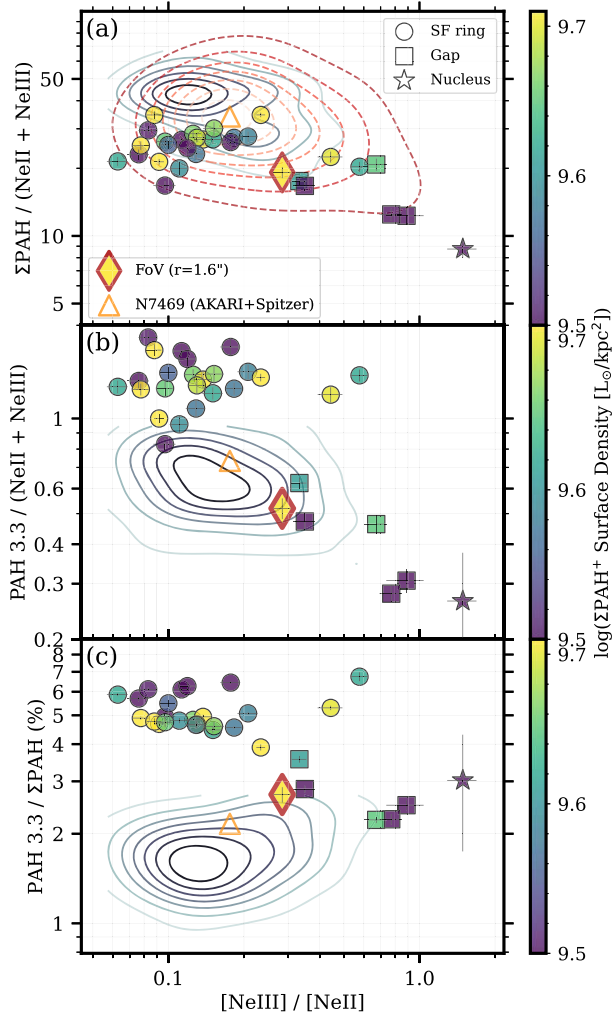 (a)
SF ring
Gap
Nucleus
50
10
5
ΣPAH / (NeII + NeIII)
FoV (r=1.6")
N7469 (AKARI+Spitzer)
9.7
9.6
9.5
(b)
1
0.6
0.4
0.3
0.2
PAH 3.3 / (NeII + NeIII)
9.7
9.6
9.5
log(ΣPAH⁺ Surface Density [L⊙/kpc²])
(c)
8
7
6
5
4
3
2
1
PAH 3.3 / ΣPAH (%)
9.7
9.6
9.5
0.1
1.0
[NeIII] / [NeII]